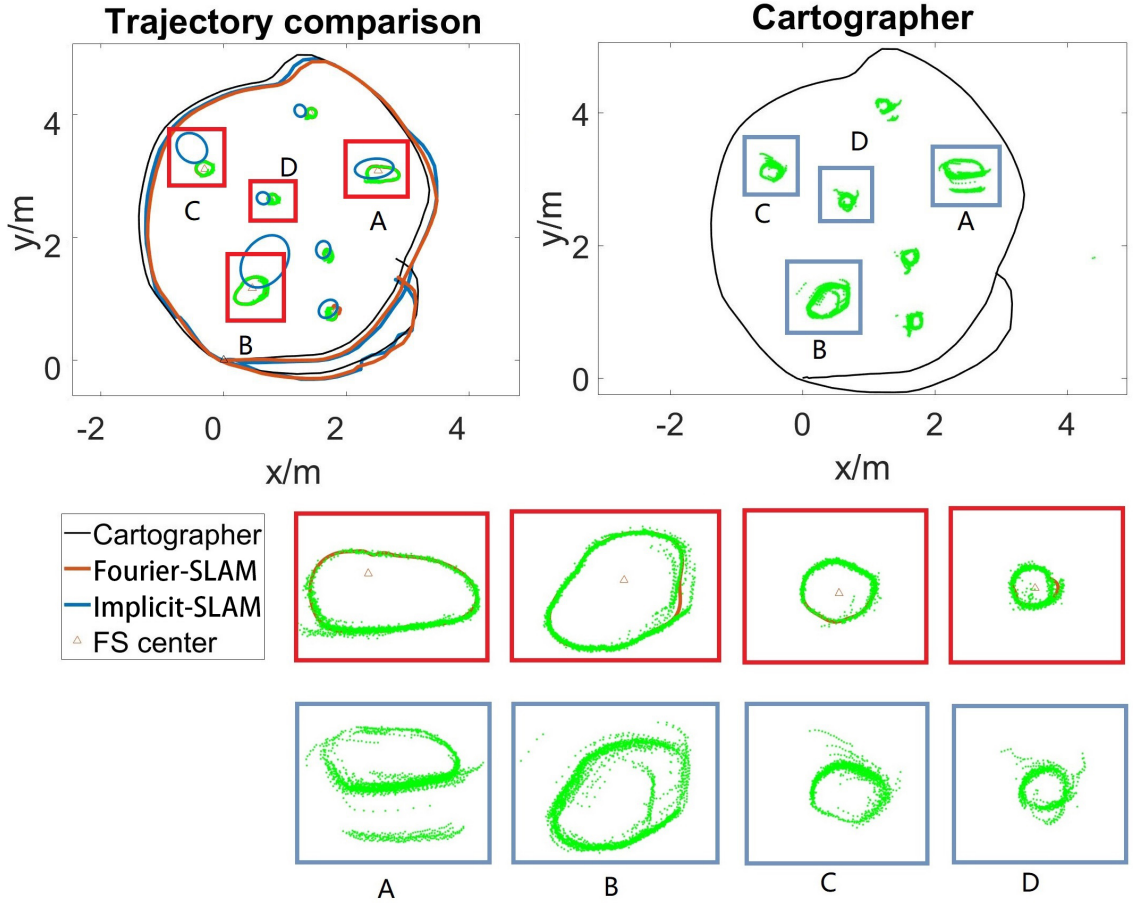 Trajectory comparison
Cartographer
y/m
4
2
0
-2
0
2
4
x/m
C
D
A
B
y/m
4
2
0
-2
0
2
4
x/m
C
D
A
B
Cartographer
Fourier-SLAM
Implicit-SLAM
FS center
A
B
C
D